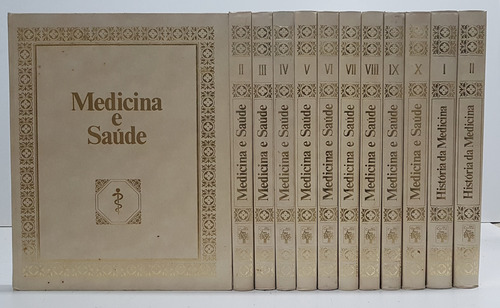 Medicina
e
Saúde
II
Medicina e Saúde
III
Medicina e Saúde
IV
Medicina e Saúde
V
Medicina e Saúde
VI
Medicina e Saúde
VII
Medicina e Saúde
VIII
Medicina e Saúde
IX
Medicina e Saúde
X
Medicina e Saúde
I
História da Medicina
II
História da Medicina